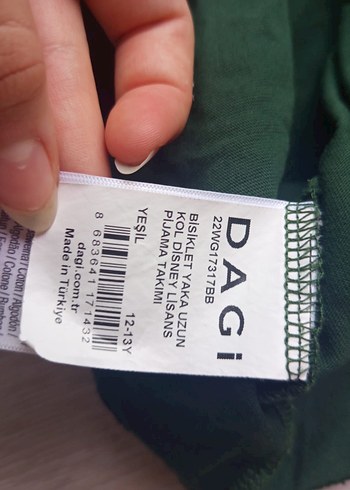 DAGi
22WG17317BB
BİSİKLET YAKA UZUN
KOL DİSNEY LİSANS
PİJAMA TAKIMI
YEŞİL
12-13Y
8 683641 171432
dagi.com.tr
Made in Türkiye